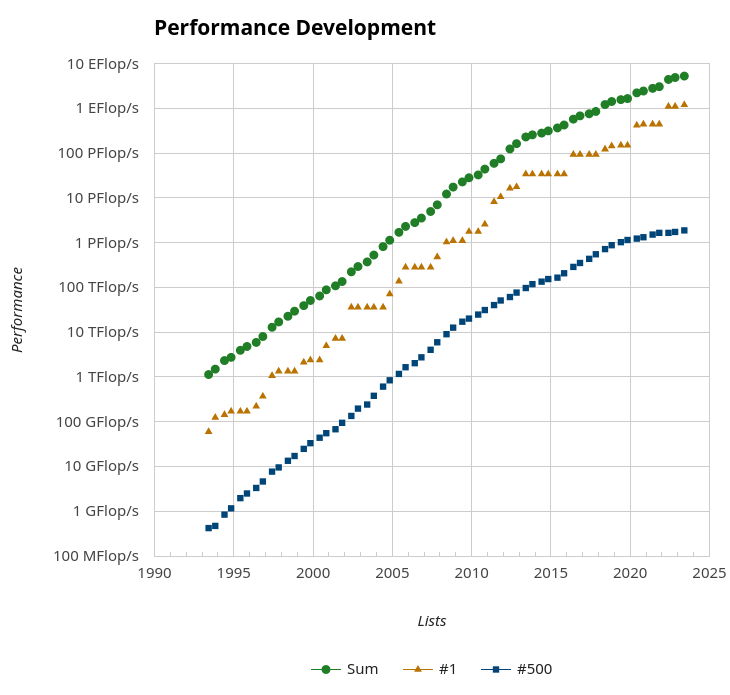 Performance Development
10 EFlop/s
1 EFlop/s
100 PFlop/s
10 PFlop/s
1 PFlop/s
100 TFlop/s
10 TFlop/s
1 TFlop/s
100 GFlop/s
10 GFlop/s
1 GFlop/s
100 MFlop/s
Performance
1990 1995 2000 2005 2010 2015 2020 2025
Lists
Sum #1 #500